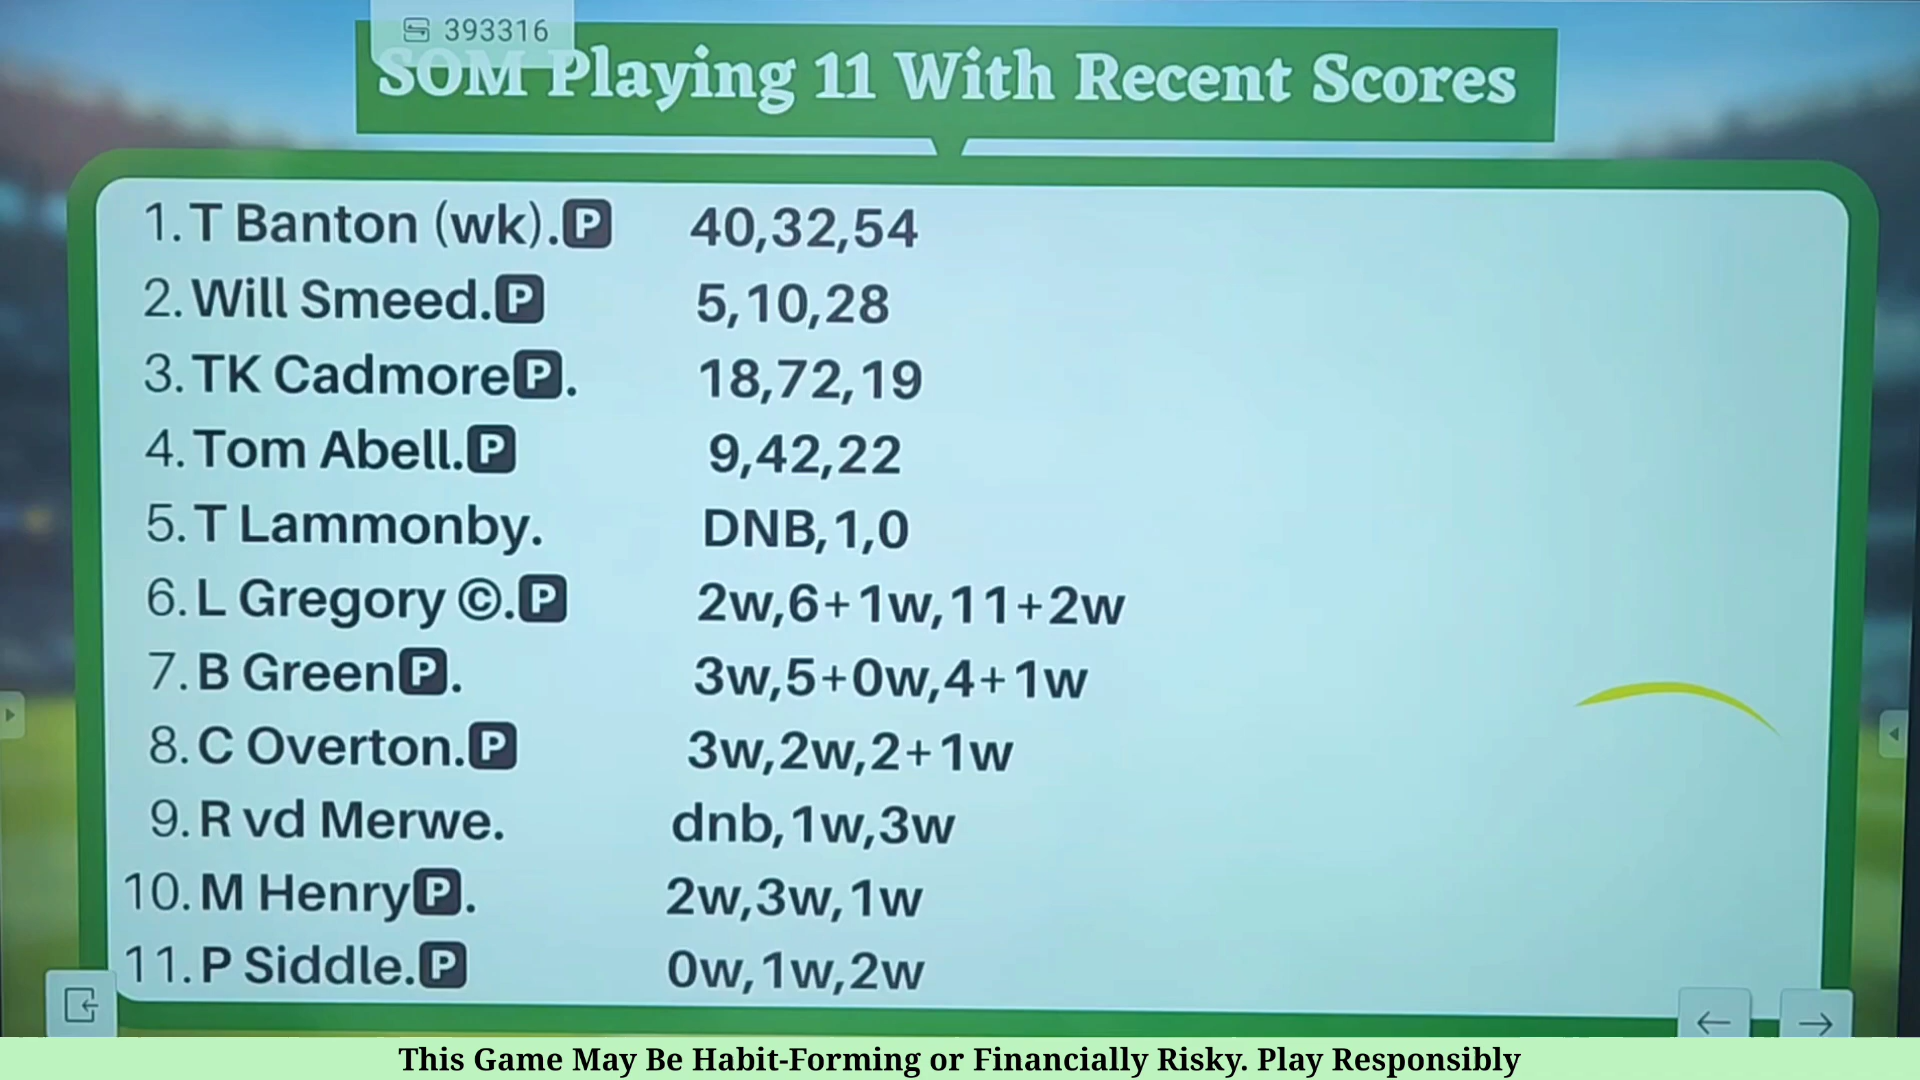 393316
SOM Playing 11 With Recent Scores
1. T Banton (wk).🅿 40,32,54
2. Will Smeed.🅿 5,10,28
3. TK Cadmore🅿. 18,72,19
4. Tom Abell.🅿 9,42,22
5. T Lammonby. DNB,1,0
6. L Gregory ©.🅿 2w,6+1w,11+2w
7. B Green🅿. 3w,5+0w,4+1w
8. C Overton.🅿 3w,2w,2+1w
9. R vd Merwe. dnb,1w,3w
10. M Henry🅿. 2w,3w,1w
11. P Siddle.🅿 0w,1w,2w
This Game May Be Habit-Forming or Financially Risky. Play Responsibly